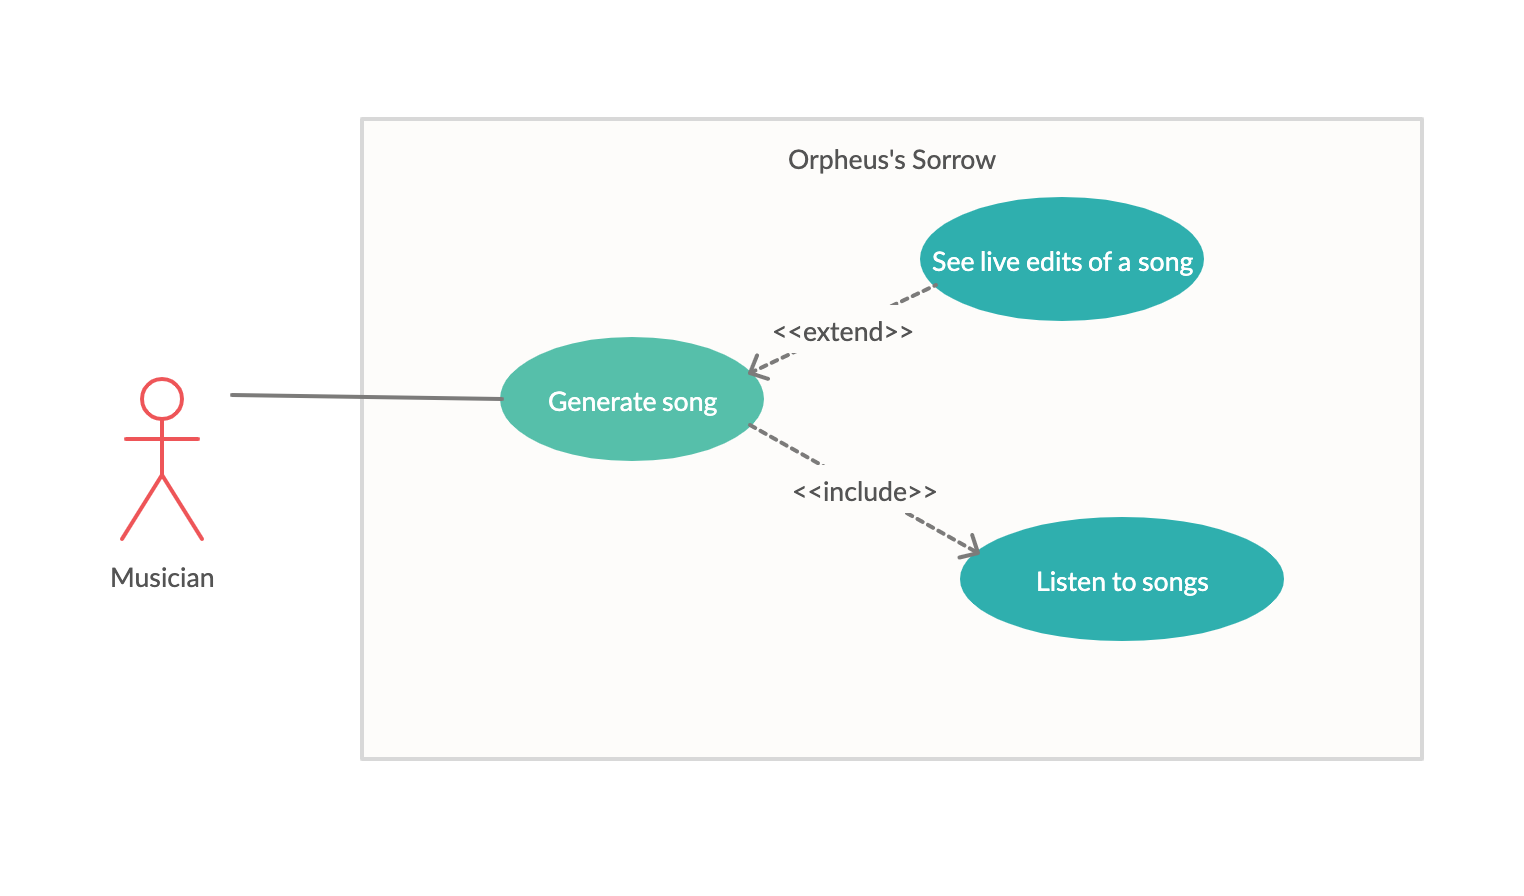 Orpheus's Sorrow
See live edits of a song
<<extend>>
Generate song
<<include>>
Musician
Listen to songs